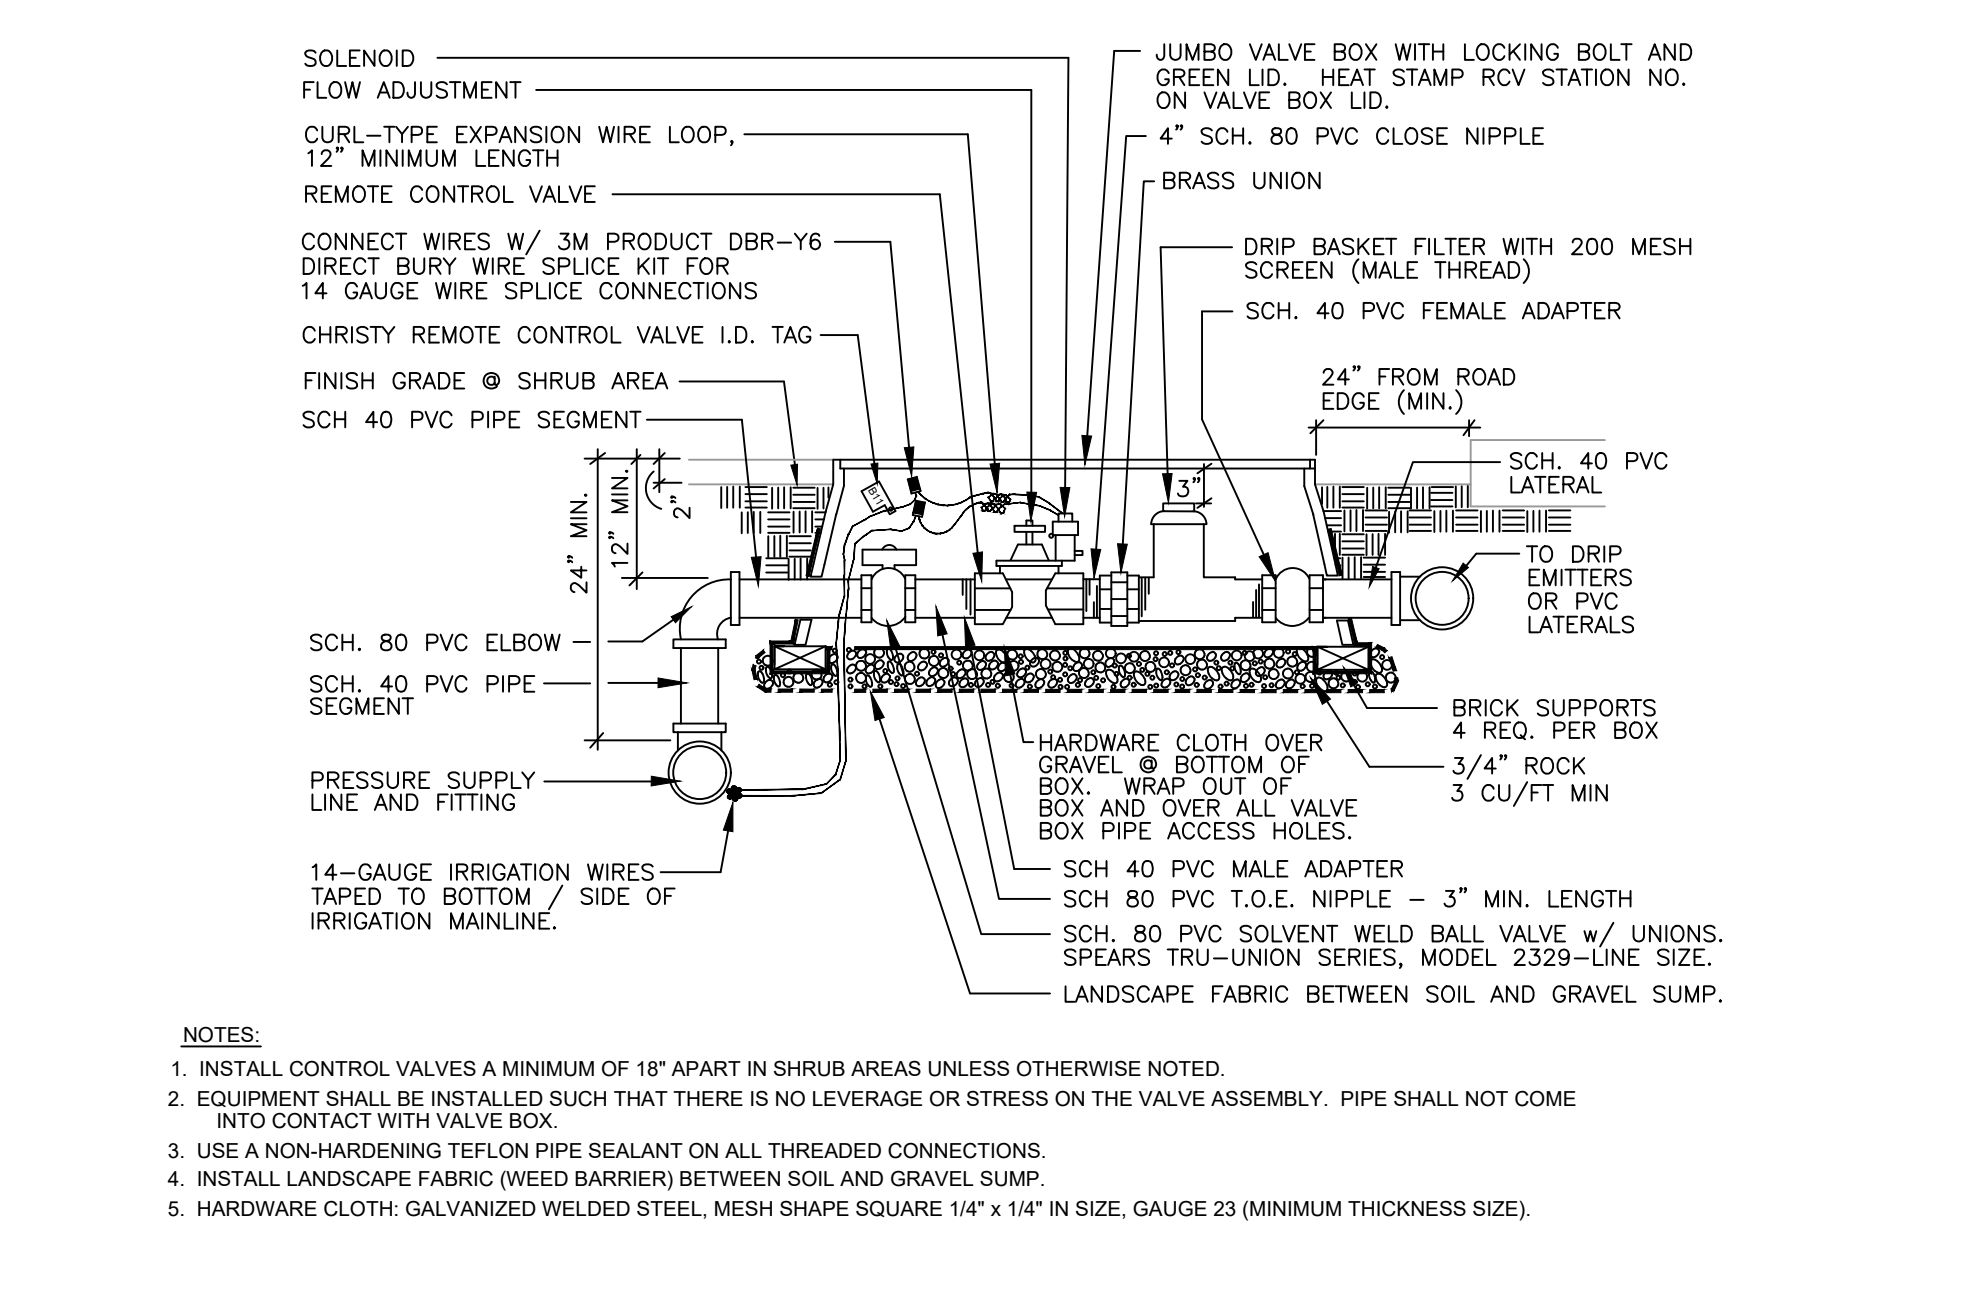 SOLENOID
FLOW ADJUSTMENT
CURL-TYPE EXPANSION WIRE LOOP,
12" MINIMUM LENGTH
REMOTE CONTROL VALVE
CONNECT WIRES W/ 3M PRODUCT DBR-Y6
DIRECT BURY WIRE SPLICE KIT FOR
14 GAUGE WIRE SPLICE CONNECTIONS
CHRISTY REMOTE CONTROL VALVE I.D. TAG
FINISH GRADE @ SHRUB AREA
SCH 40 PVC PIPE SEGMENT
24" MIN.
12" MIN.
2"
B11
3"
SCH. 80 PVC ELBOW
SCH. 40 PVC PIPE
SEGMENT
PRESSURE SUPPLY
LINE AND FITTING
14-GAUGE IRRIGATION WIRES
TAPED TO BOTTOM / SIDE OF
IRRIGATION MAINLINE.
JUMBO VALVE BOX WITH LOCKING BOLT AND
GREEN LID. HEAT STAMP RCV STATION NO.
ON VALVE BOX LID.
4" SCH. 80 PVC CLOSE NIPPLE
BRASS UNION
DRIP BASKET FILTER WITH 200 MESH
SCREEN (MALE THREAD)
SCH. 40 PVC FEMALE ADAPTER
24" FROM ROAD
EDGE (MIN.)
SCH. 40 PVC
LATERAL
TO DRIP
EMITTERS
OR PVC
LATERALS
BRICK SUPPORTS
4 REQ. PER BOX
3/4" ROCK
3 CU/FT MIN
HARDWARE CLOTH OVER
GRAVEL @ BOTTOM OF
BOX. WRAP OUT OF
BOX AND OVER ALL VALVE
BOX PIPE ACCESS HOLES.
SCH 40 PVC MALE ADAPTER
SCH 80 PVC T.O.E. NIPPLE - 3" MIN. LENGTH
SCH. 80 PVC SOLVENT WELD BALL VALVE w/ UNIONS.
SPEARS TRU-UNION SERIES, MODEL 2329-LINE SIZE.
LANDSCAPE FABRIC BETWEEN SOIL AND GRAVEL SUMP.
NOTES:
1. INSTALL CONTROL VALVES A MINIMUM OF 18" APART IN SHRUB AREAS UNLESS OTHERWISE NOTED.
2. EQUIPMENT SHALL BE INSTALLED SUCH THAT THERE IS NO LEVERAGE OR STRESS ON THE VALVE ASSEMBLY. PIPE SHALL NOT COME
INTO CONTACT WITH VALVE BOX.
3. USE A NON-HARDENING TEFLON PIPE SEALANT ON ALL THREADED CONNECTIONS.
4. INSTALL LANDSCAPE FABRIC (WEED BARRIER) BETWEEN SOIL AND GRAVEL SUMP.
5. HARDWARE CLOTH: GALVANIZED WELDED STEEL, MESH SHAPE SQUARE 1/4" x 1/4" IN SIZE, GAUGE 23 (MINIMUM THICKNESS SIZE).